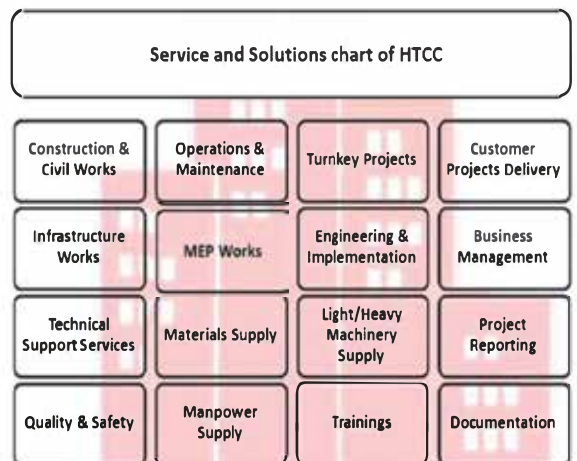 Service and Solutions chart of HTCC
Construction &
Civil Works
Operations &
Maintenance
Turnkey Projects
Customer
Projects Delivery
Infrastructure
Works
MEP Works
Engineering &
Implementation
Business
Management
Technical
Support Services
Materials Supply
Light/Heavy
Machinery
Supply
Project
Reporting
Quality & Safety
Manpower
Supply
Trainings
Documentation